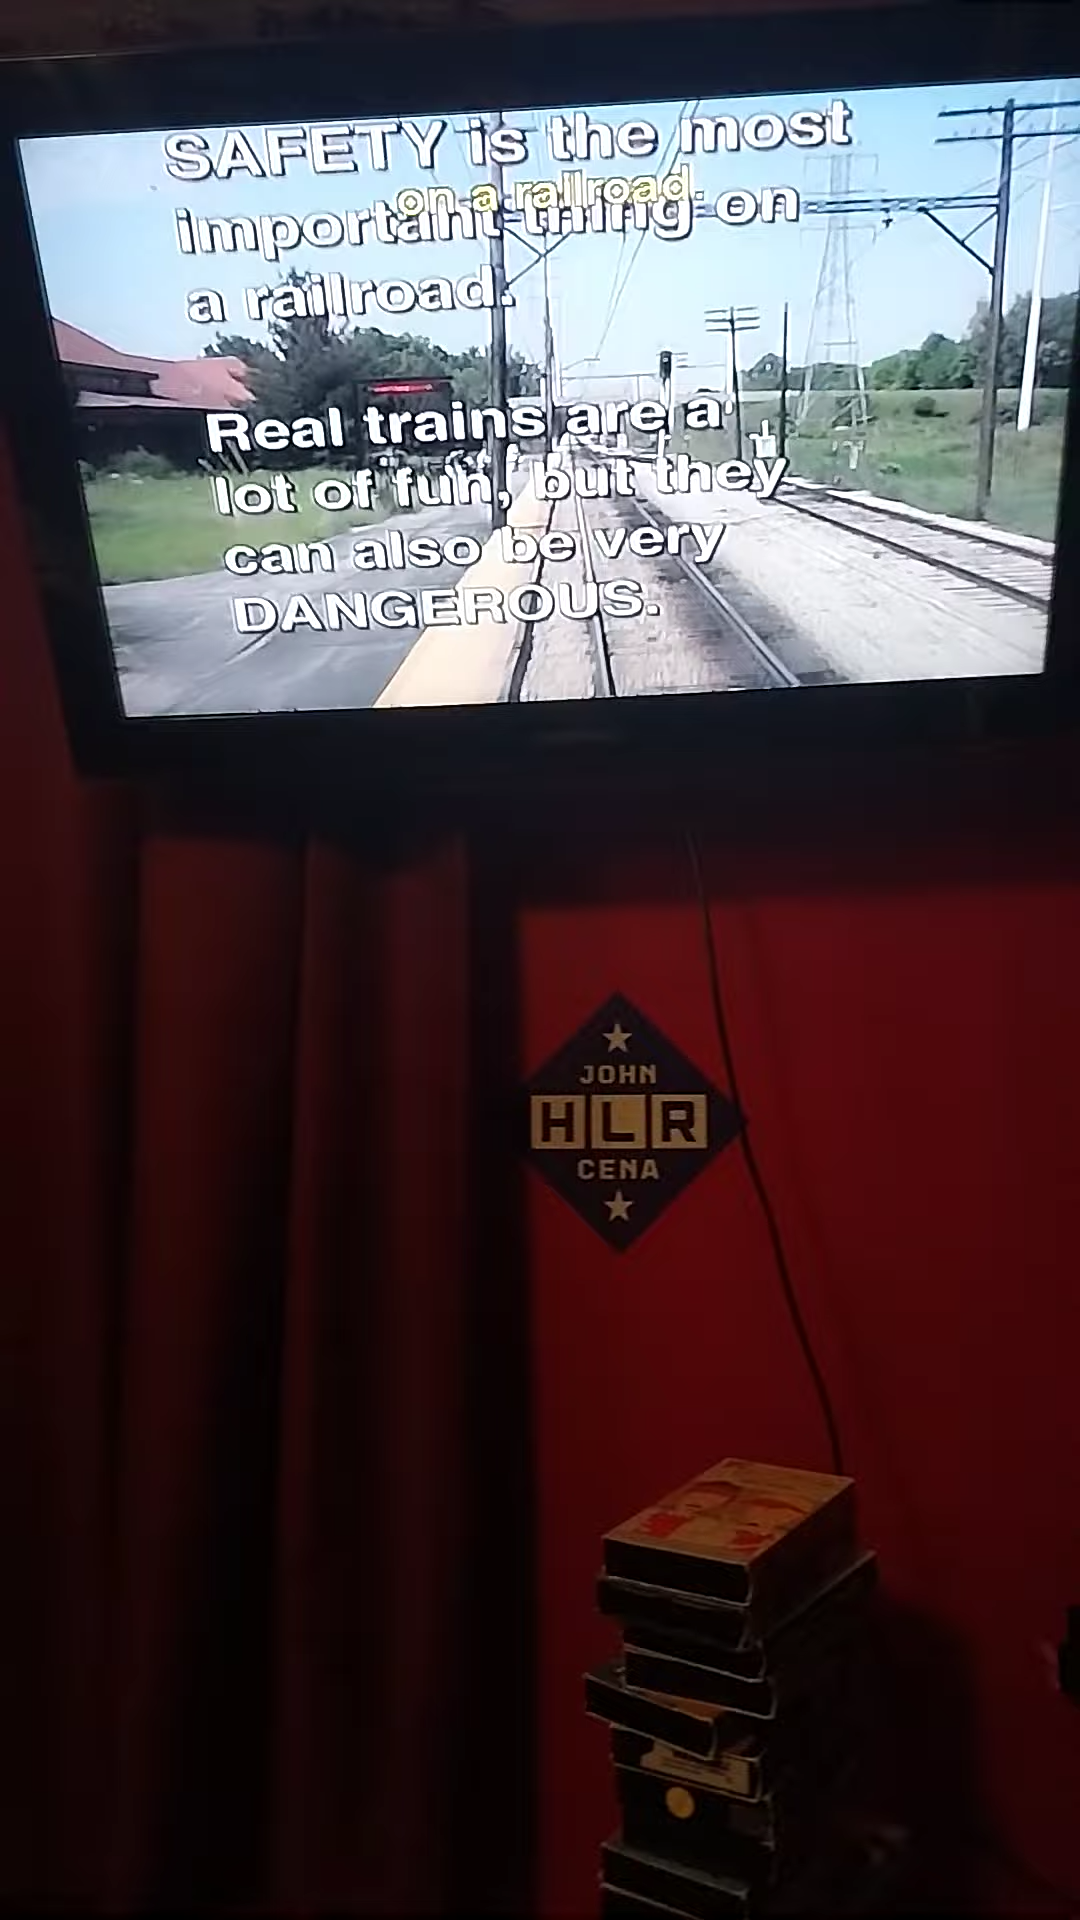 SAFETY is the most
on a railroad.
important thing on
a railroad.
Real trains are a
lot of fun, but they
can also be very
DANGEROUS.
JOHN
HLR
CENA